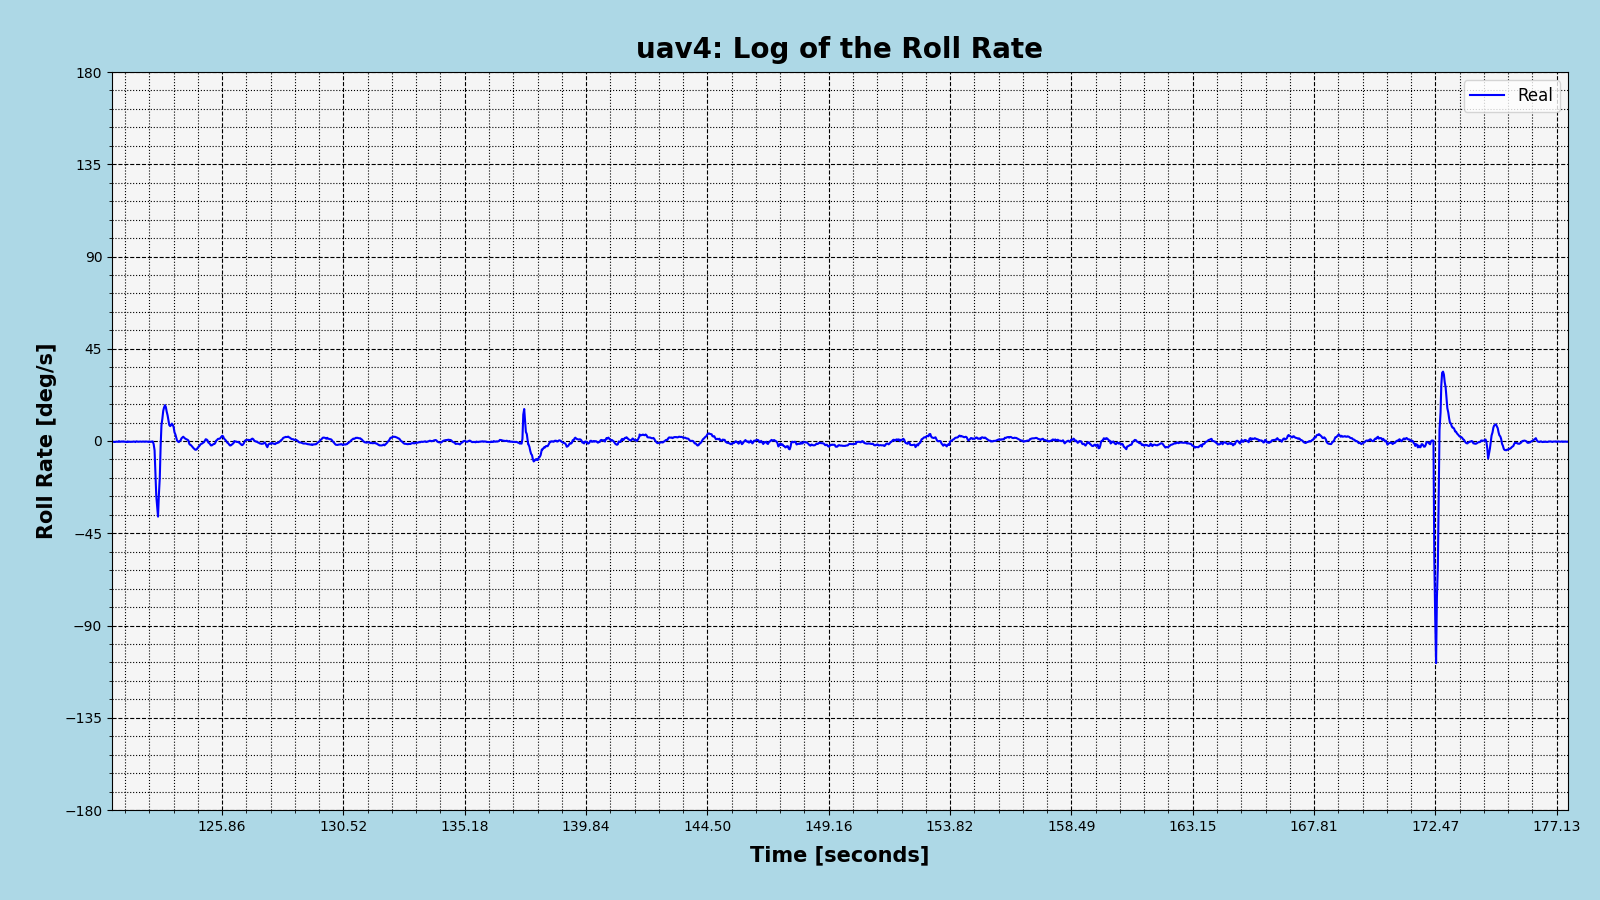 uav4: Log of the Roll Rate
Real
180
135
90
45
0
−45
−90
−135
−180
Roll Rate [deg/s]
125.86 130.52 135.18 139.84 144.50 149.16 153.82 158.49 163.15 167.81 172.47 177.13
Time [seconds]